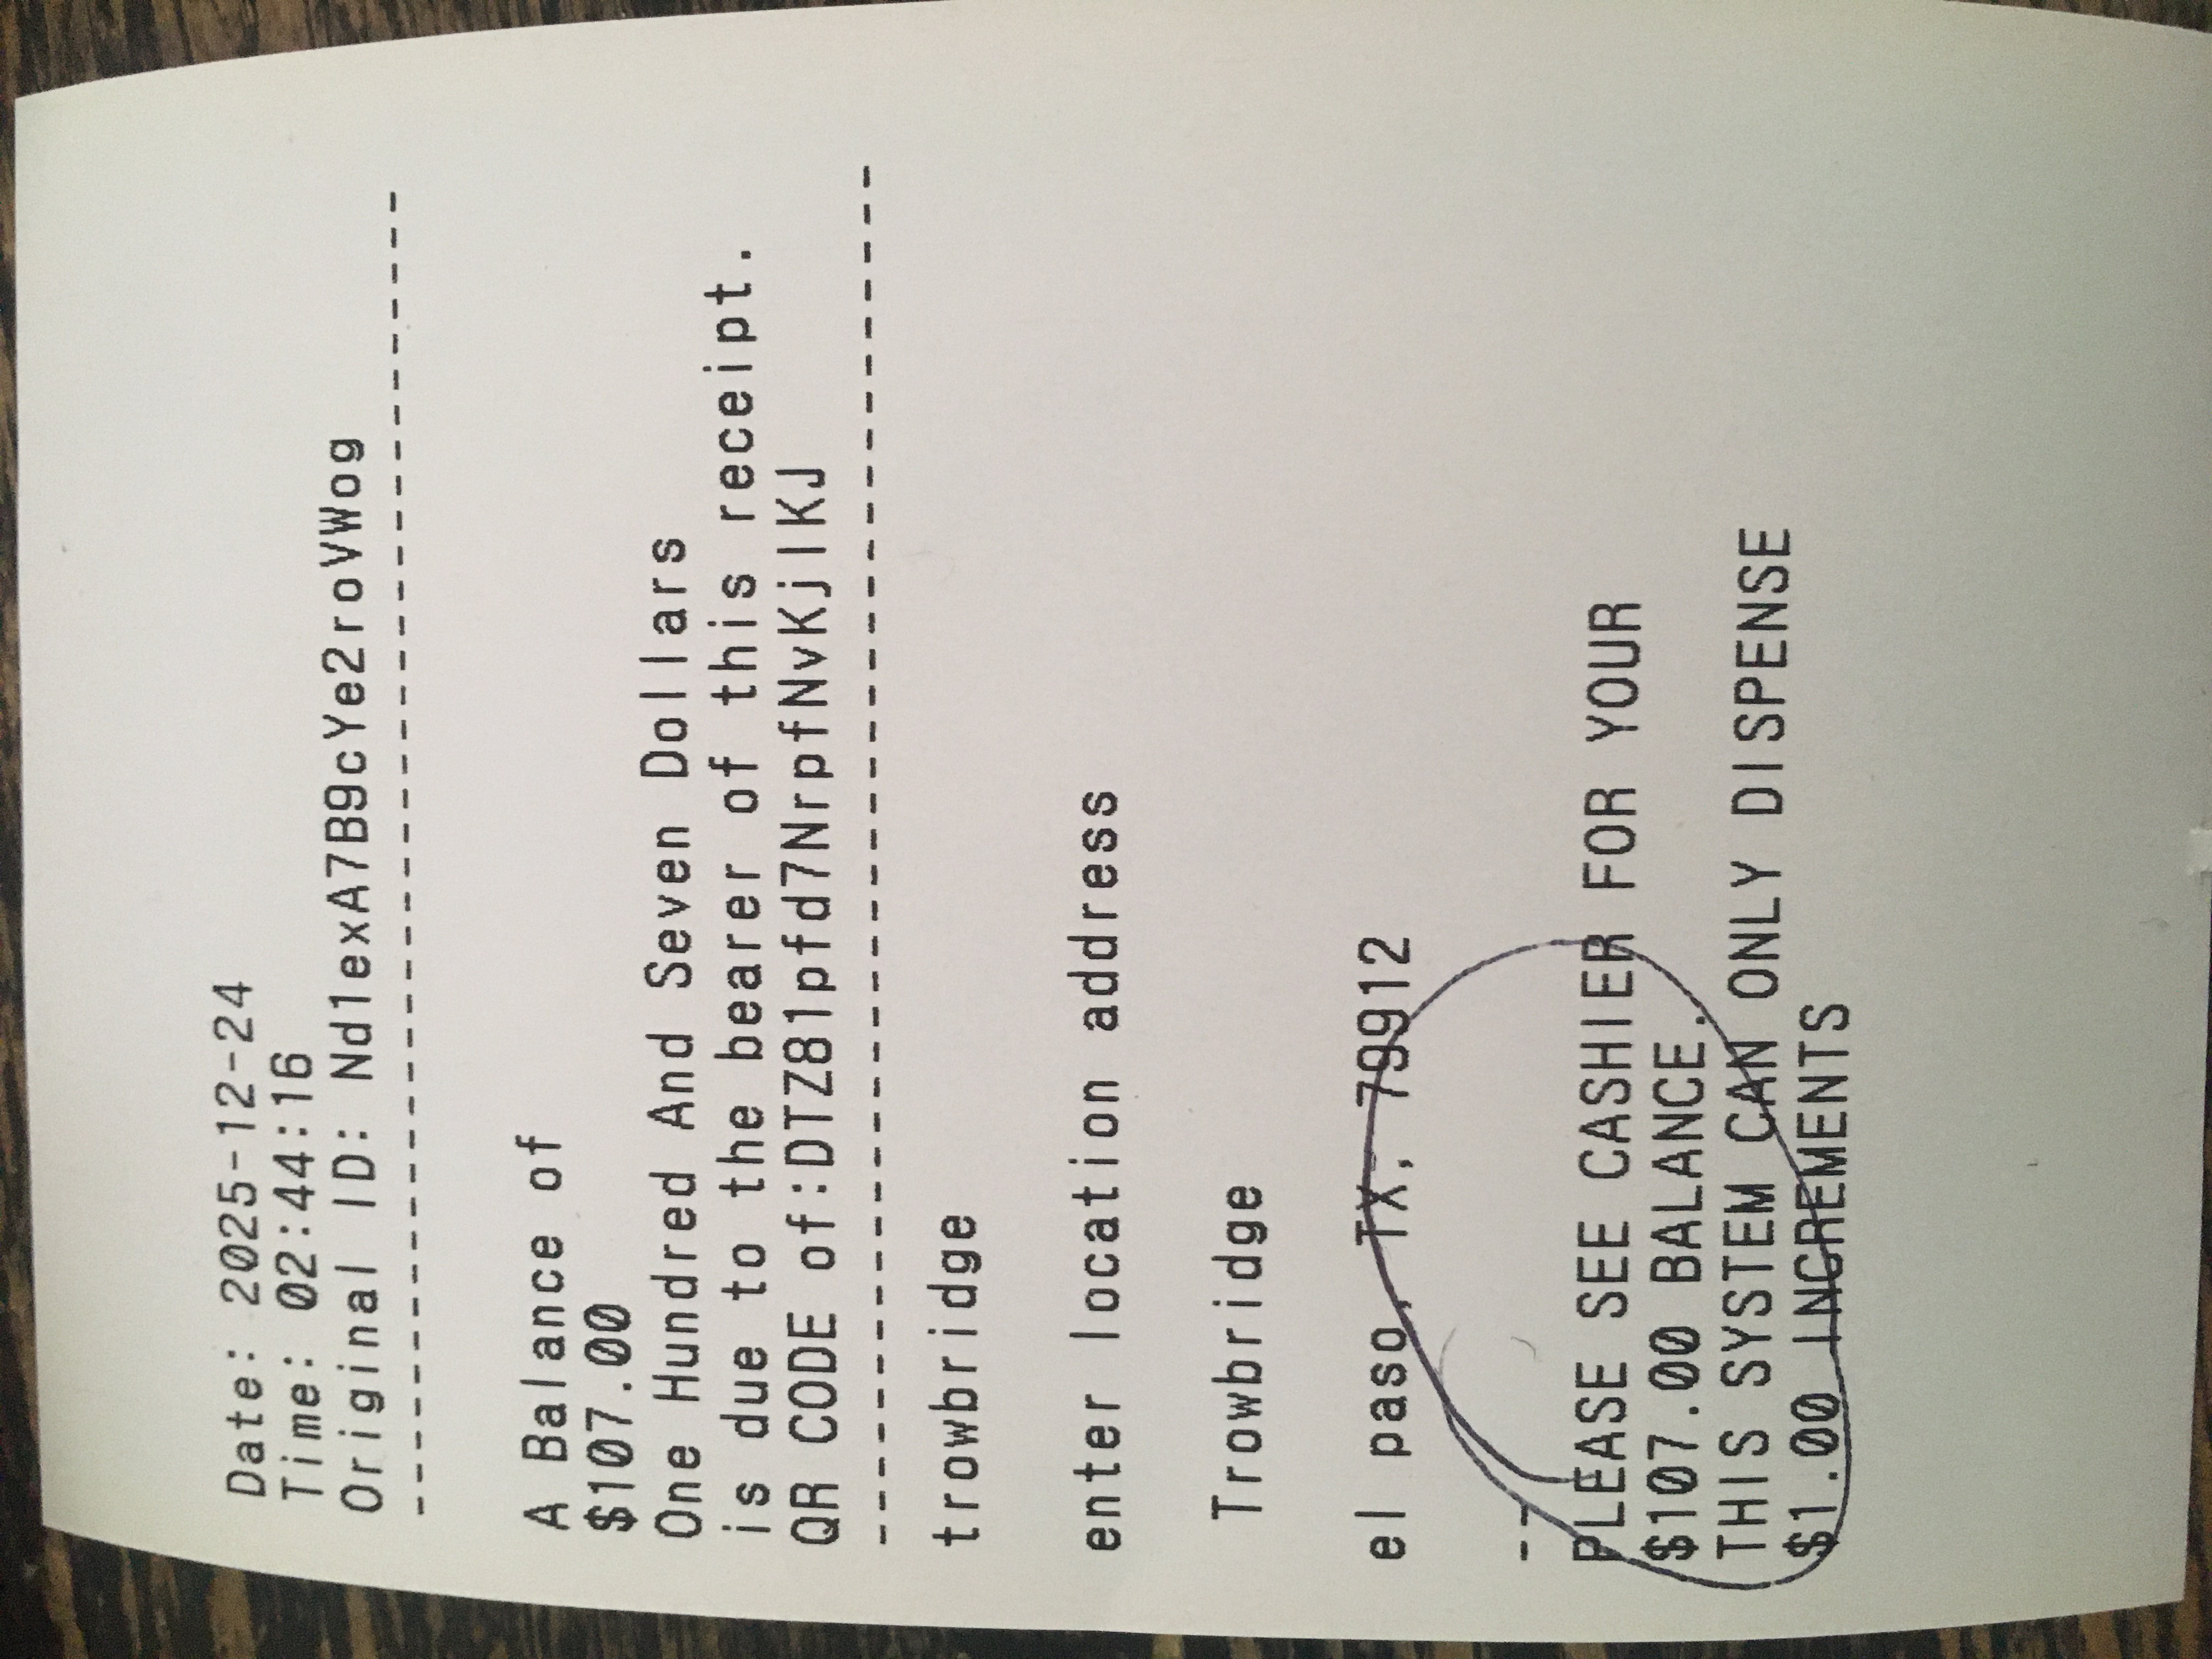 Date: 2025-12-24
Time: 02:44:16
Original ID: Nd1exA7B9cYe2roVWog
------------------------------------------
A Balance of
$107.00
One Hundred And Seven Dollars
is due to the bearer of this receipt.
QR CODE of:DTZ81pfd7NrpfNvKjlKJ
------------------------------------------
trowbridge
enter location address
Trowbridge
el paso, TX, 79912
--
PLEASE SEE CASHIER FOR YOUR
$107.00 BALANCE.
THIS SYSTEM CAN ONLY DISPENSE
$1.00 INCREMENTS